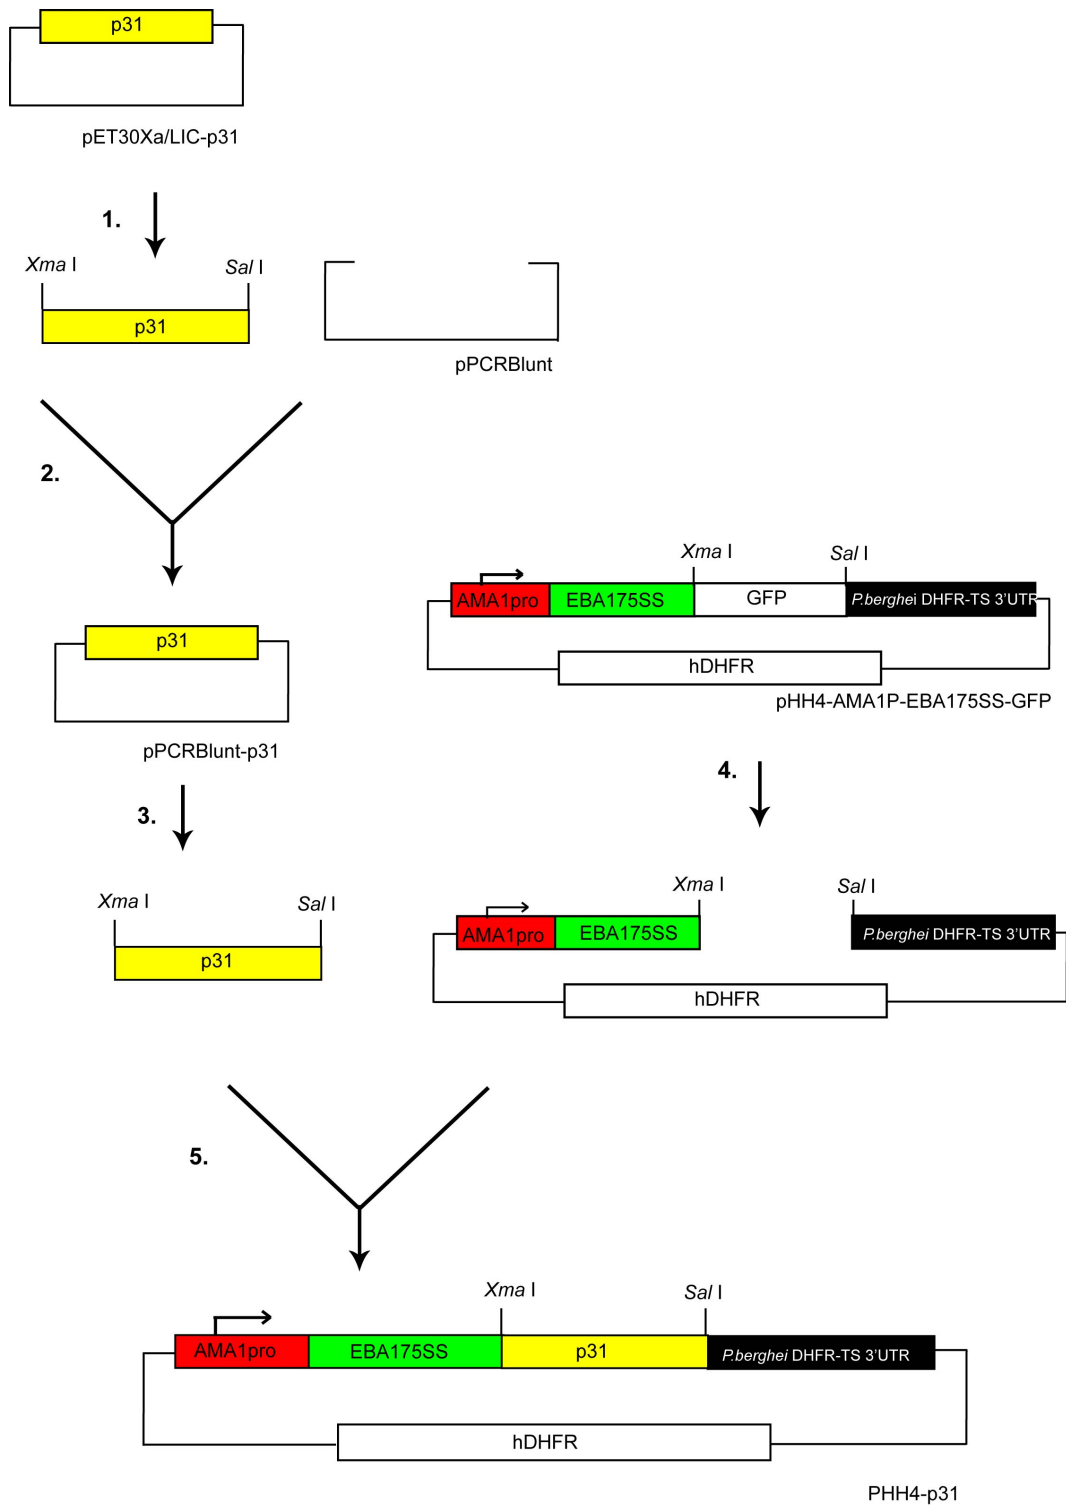 p31
pET30Xa/LIC-p31
1.
Xma I
Sal I
p31
pPCRBlunt
2.
Xma I
Sal I
AMA1pro
EBA175SS
GFP
P.berghei DHFR-TS 3'UTR
p31
hDHFR
pHH4-AMA1P-EBA175SS-GFP
pPCRBlunt-p31
4.
3.
Xma I
Sal I
Xma I
Sal I
AMA1pro
EBA175SS
P.berghei DHFR-TS 3'UTR
p31
hDHFR
5.
Xma I
Sal I
AMA1pro
EBA175SS
p31
P.berghei DHFR-TS 3'UTR
hDHFR
PHH4-p31